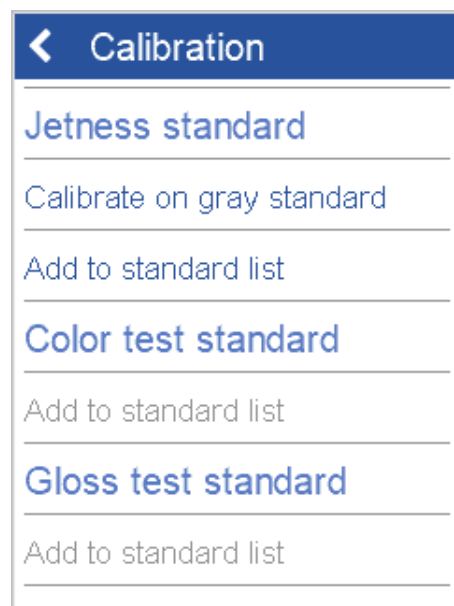 Calibration
Jetness standard
Calibrate on gray standard
Add to standard list
Color test standard
Add to standard list
Gloss test standard
Add to standard list